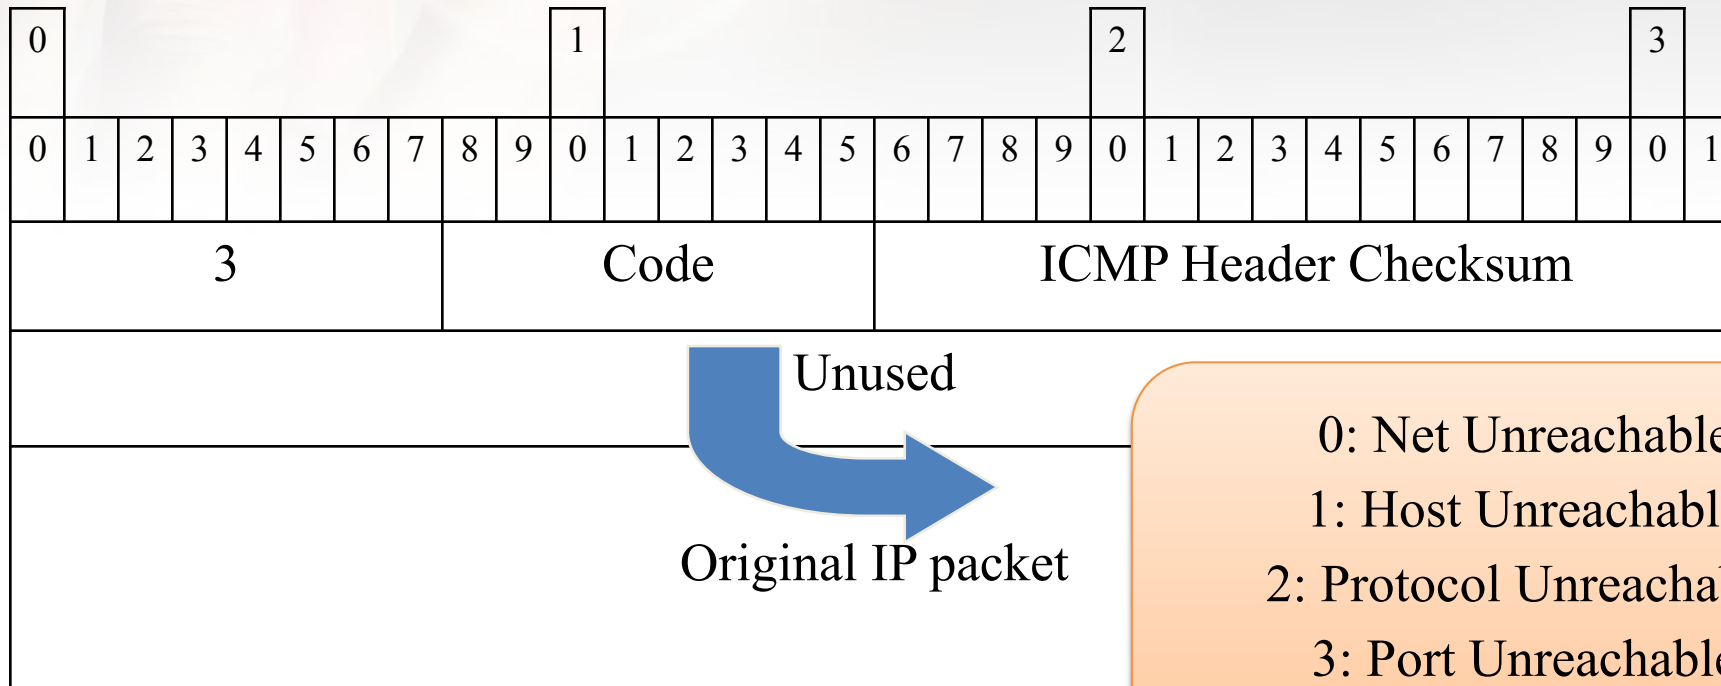 0 1 2 3
0 1 2 3 4 5 6 7 8 9 0 1 2 3 4 5 6 7 8 9 0 1 2 3 4 5 6 7 8 9 0 1
3 Code ICMP Header Checksum
Unused
0: Net Unreachable
1: Host Unreachabl
Original IP packet
2: Protocol Unreacha
3: Port Unreachable